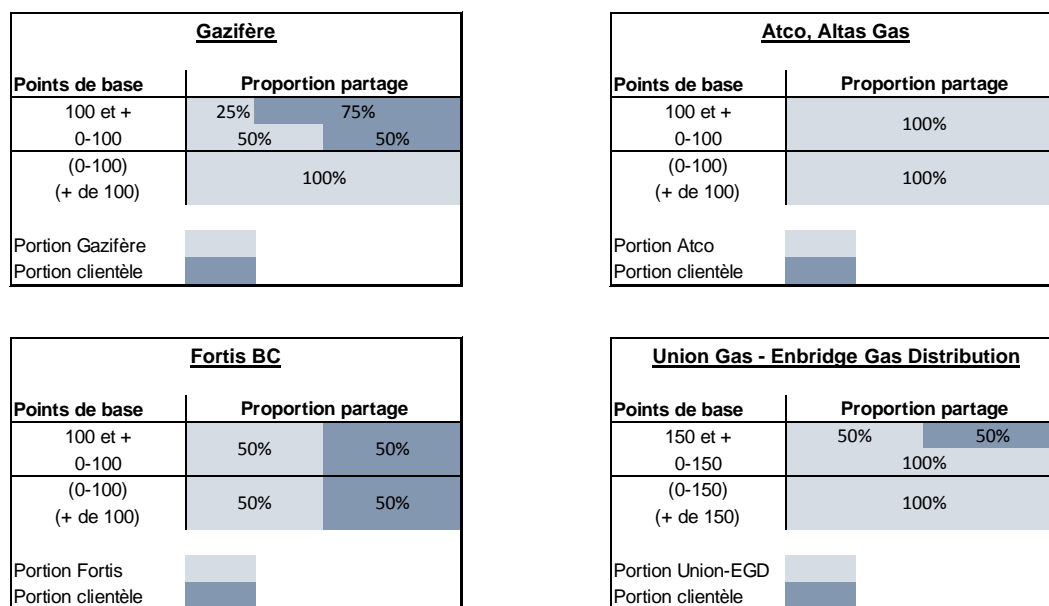 Gazifère
Points de base Proportion partage
100 et + 25% 75%
0-100 50% 50%
(0-100)
100%
(+ de 100)
Portion Gazifère
Portion clientèle
Atco, Altas Gas
Points de base Proportion partage
100 et +
100%
0-100
(0-100)
100%
(+ de 100)
Portion Atco
Portion clientèle
Fortis BC
Points de base Proportion partage
100 et +
50% 50%
0-100
(0-100)
50% 50%
(+ de 100)
Portion Fortis
Portion clientèle
Union Gas - Enbridge Gas Distribution
Points de base Proportion partage
150 et + 50% 50%
0-150 100%
(0-150)
100%
(+ de 150)
Portion Union-EGD
Portion clientèle